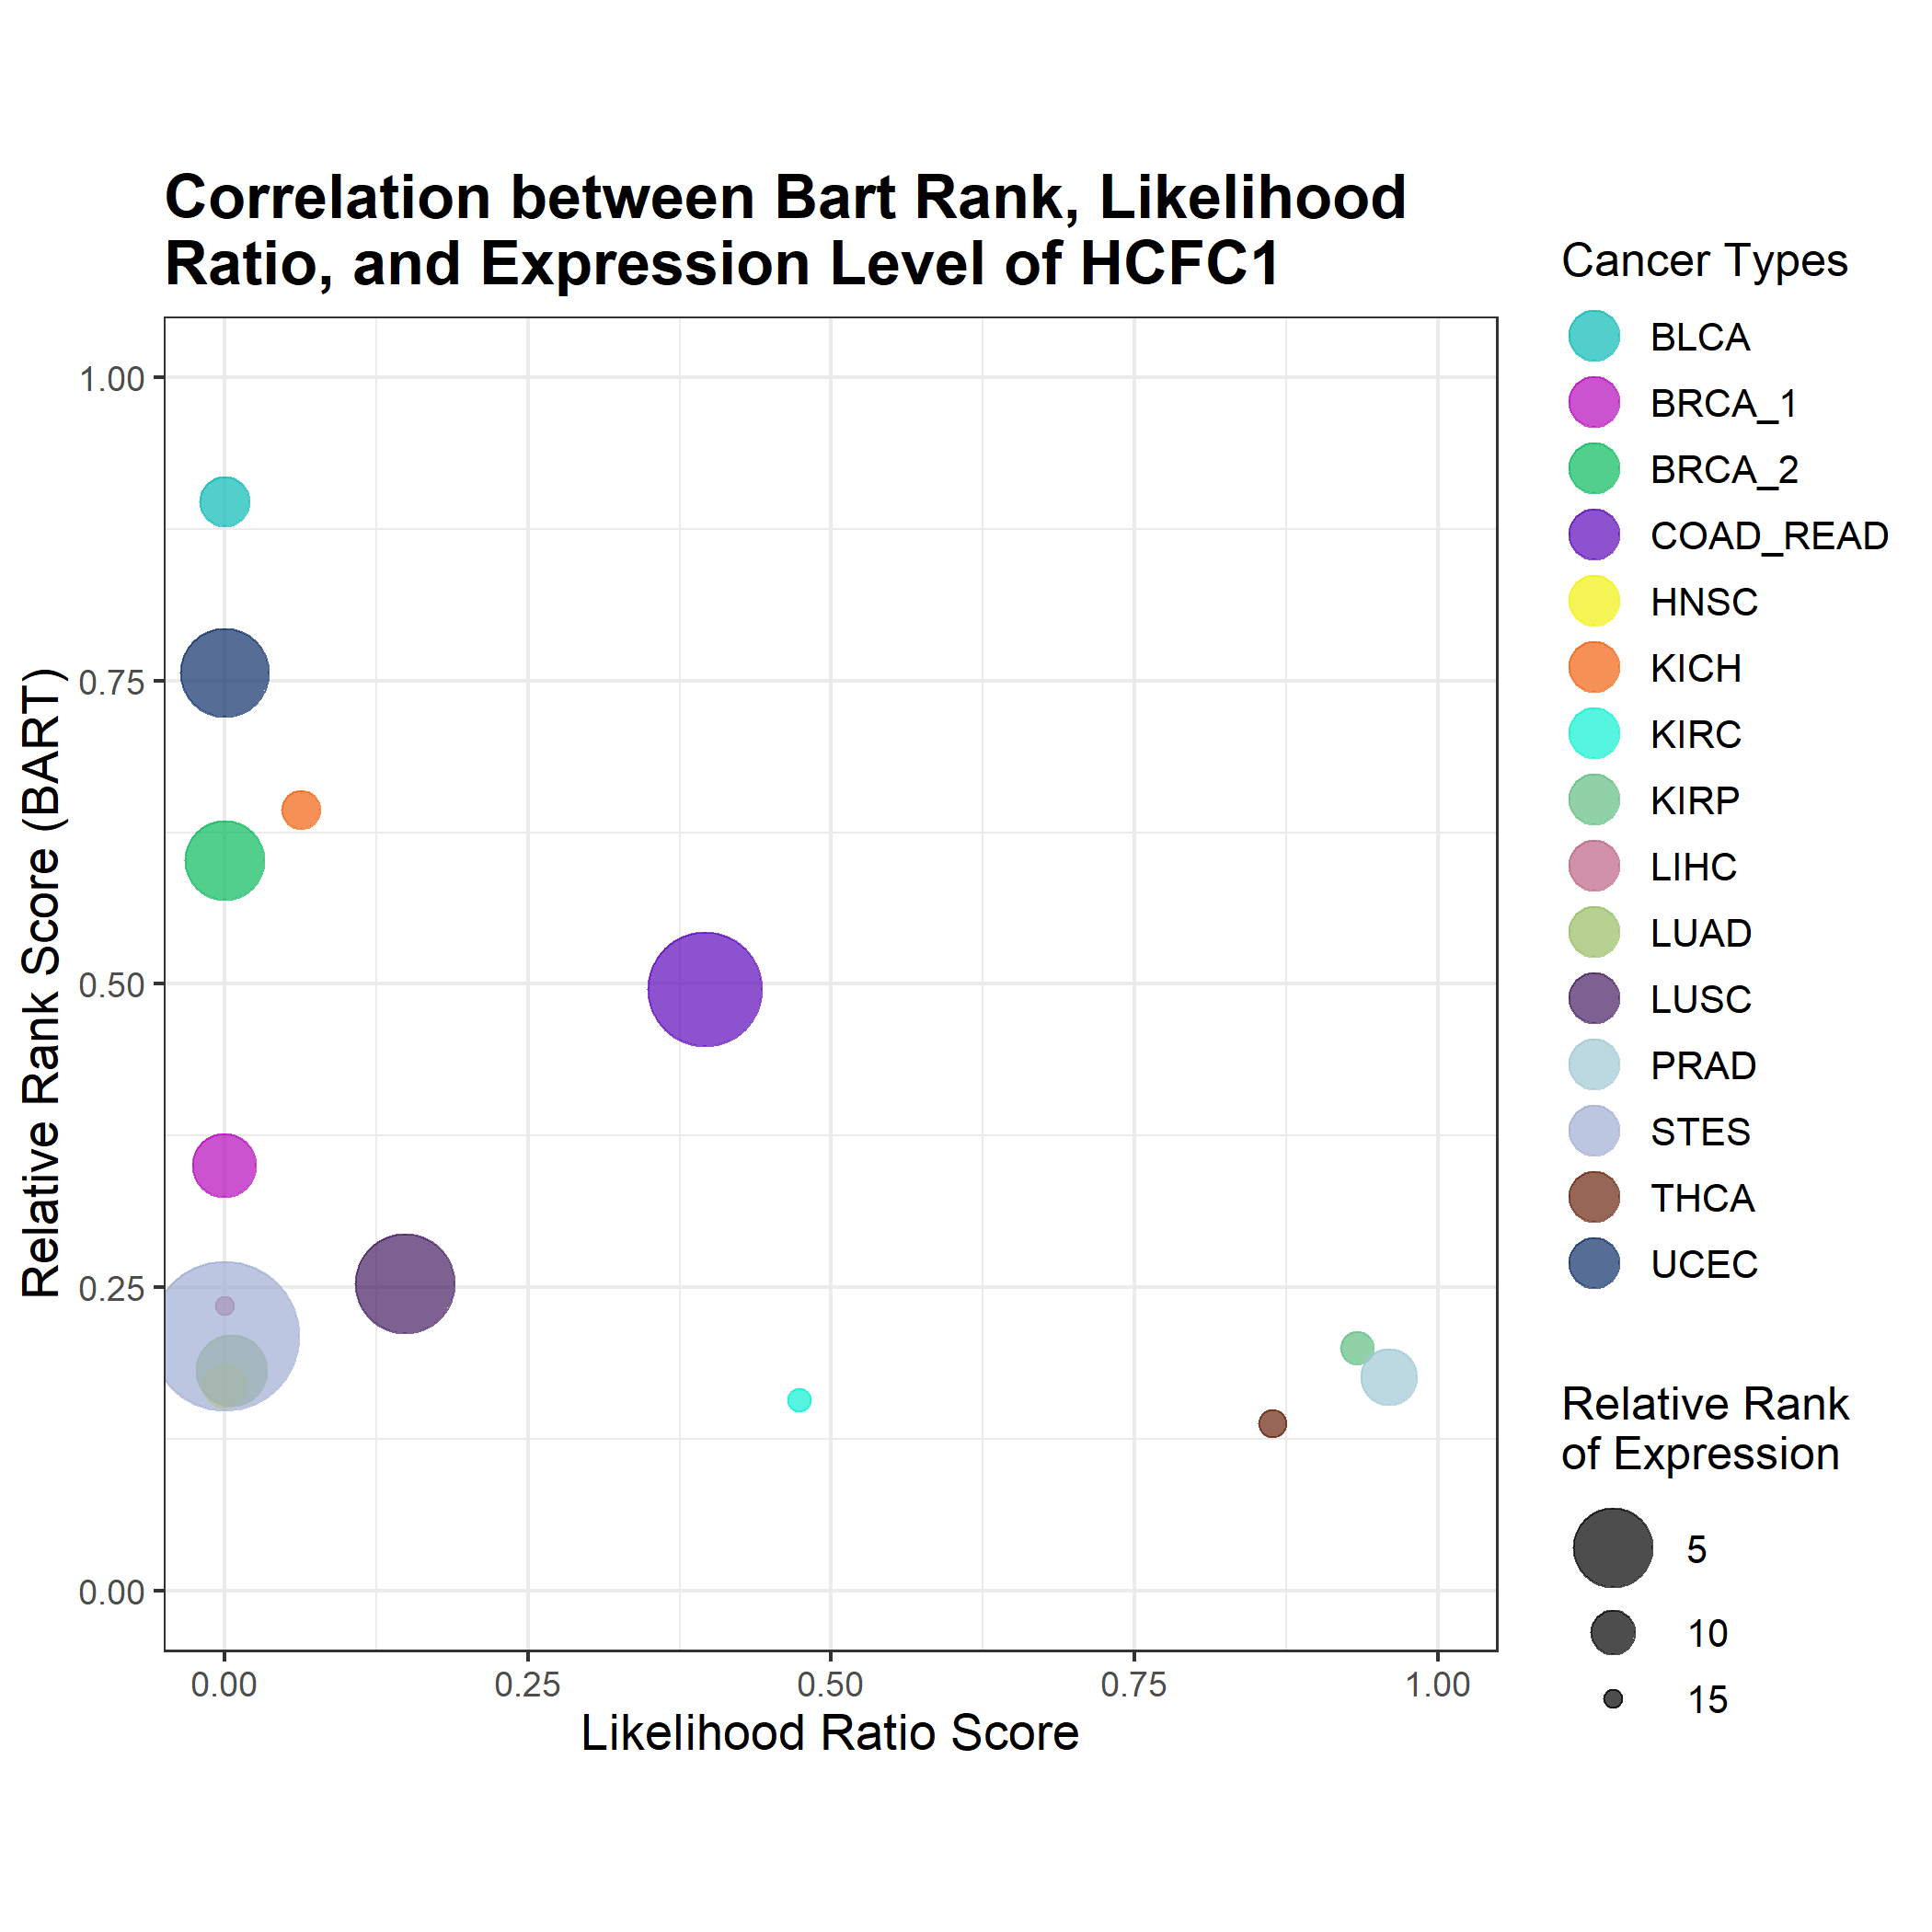 Correlation between Bart Rank, Likelihood
Ratio, and Expression Level of HCFC1
Relative Rank Score (BART)
1.00
0.75
0.50
0.25
0.00
0.00
0.25
0.50
0.75
1.00
Likelihood Ratio Score
Cancer Types
BLCA
BRCA_1
BRCA_2
COAD_READ
HNSC
KICH
KIRC
KIRP
LIHC
LUAD
LUSC
PRAD
STES
THCA
UCEC
Relative Rank
of Expression
5
10
15